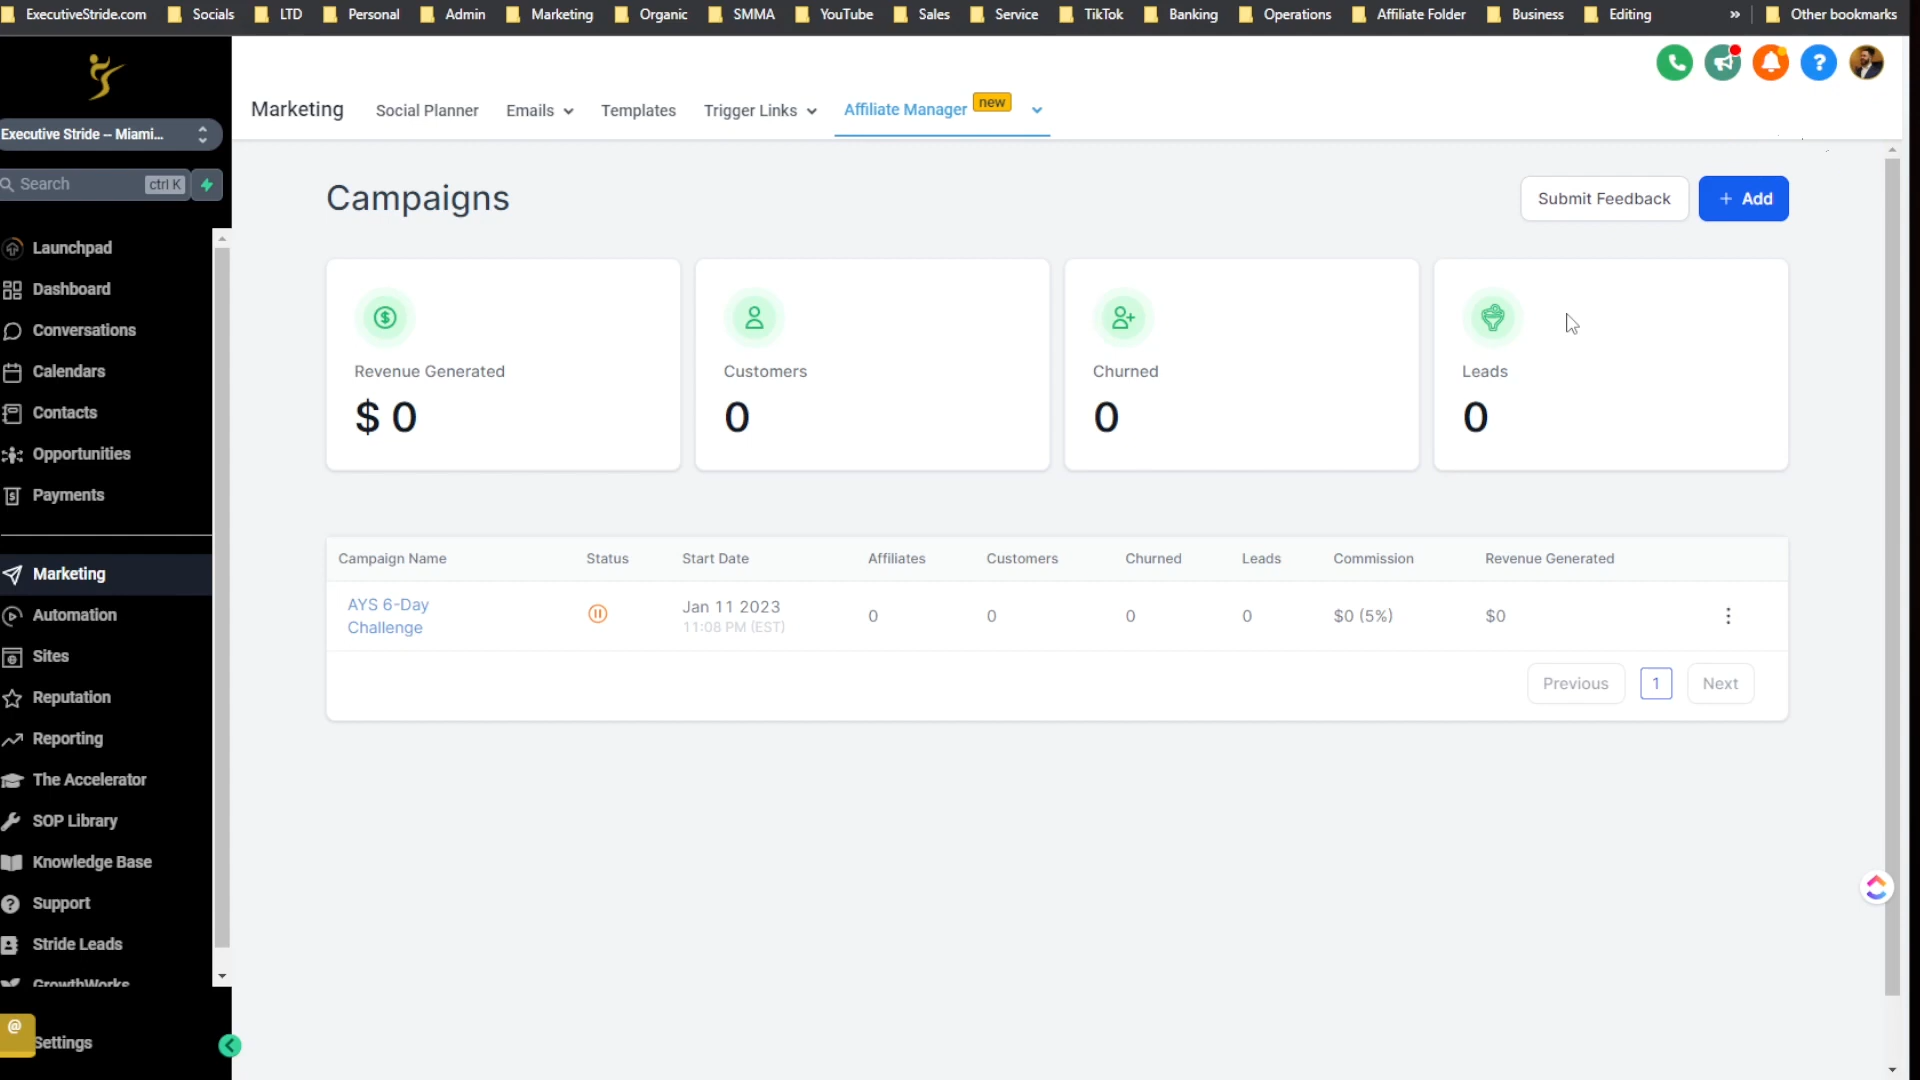 ExecutiveStride.com Socials LTD Personal Admin Marketing Organic SMMA YouTube Sales Service TikTok Banking Operations Affiliate Folder Business Editing » Other bookmarks
Executive Stride – Miami...
Search ctrl K
Launchpad
Dashboard
Conversations
Calendars
Contacts
Opportunities
Payments
Marketing
Automation
Sites
Reputation
Reporting
The Accelerator
SOP Library
Knowledge Base
Support
Stride Leads
GrowthWorks
@
Settings
Marketing Social Planner Emails Templates Trigger Links Affiliate Manager new
Campaigns
Submit Feedback
+ Add
Revenue Generated
$ 0
Customers
0
Churned
0
Leads
0
Campaign Name Status Start Date Affiliates Customers Churned Leads Commission Revenue Generated
AYS 6-Day
Challenge
Jan 11 2023
11:08 PM (EST)
0 0 0 0 $0 (5%) $0
Previous 1 Next